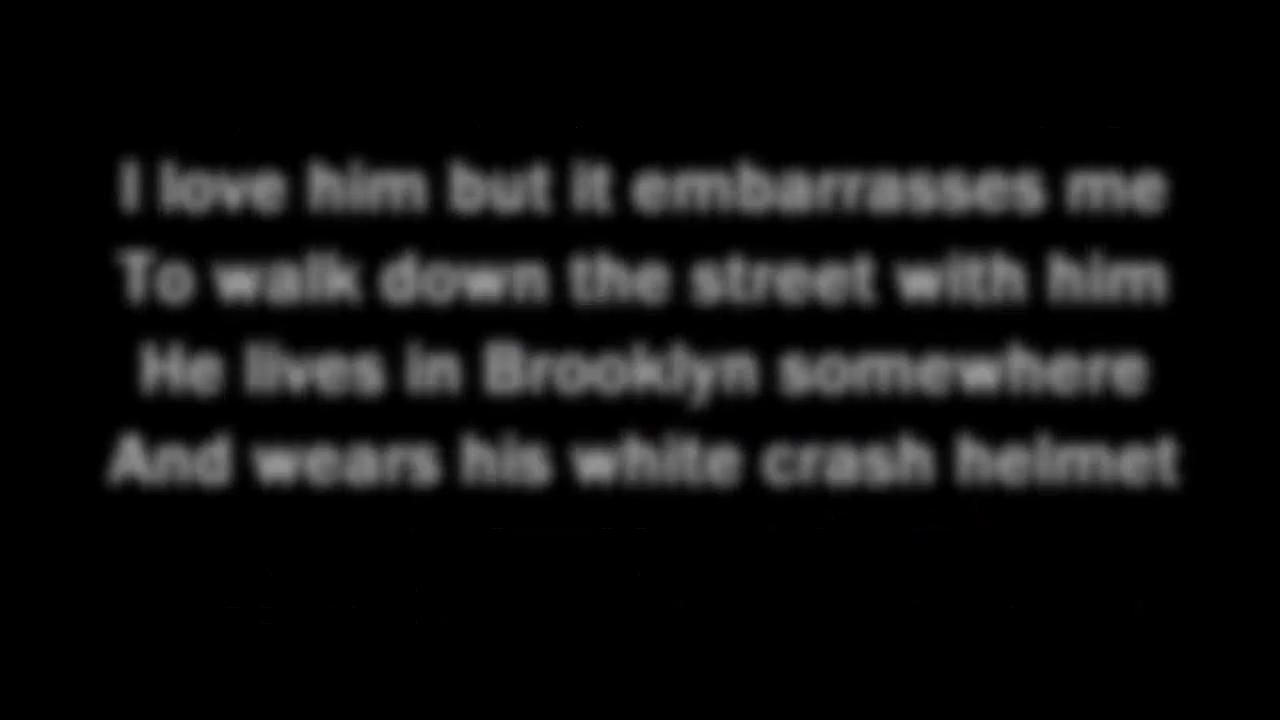 I love him but it embarrasses me
To walk down the street with him
He lives in Brooklyn somewhere
And wears his white crash helmet